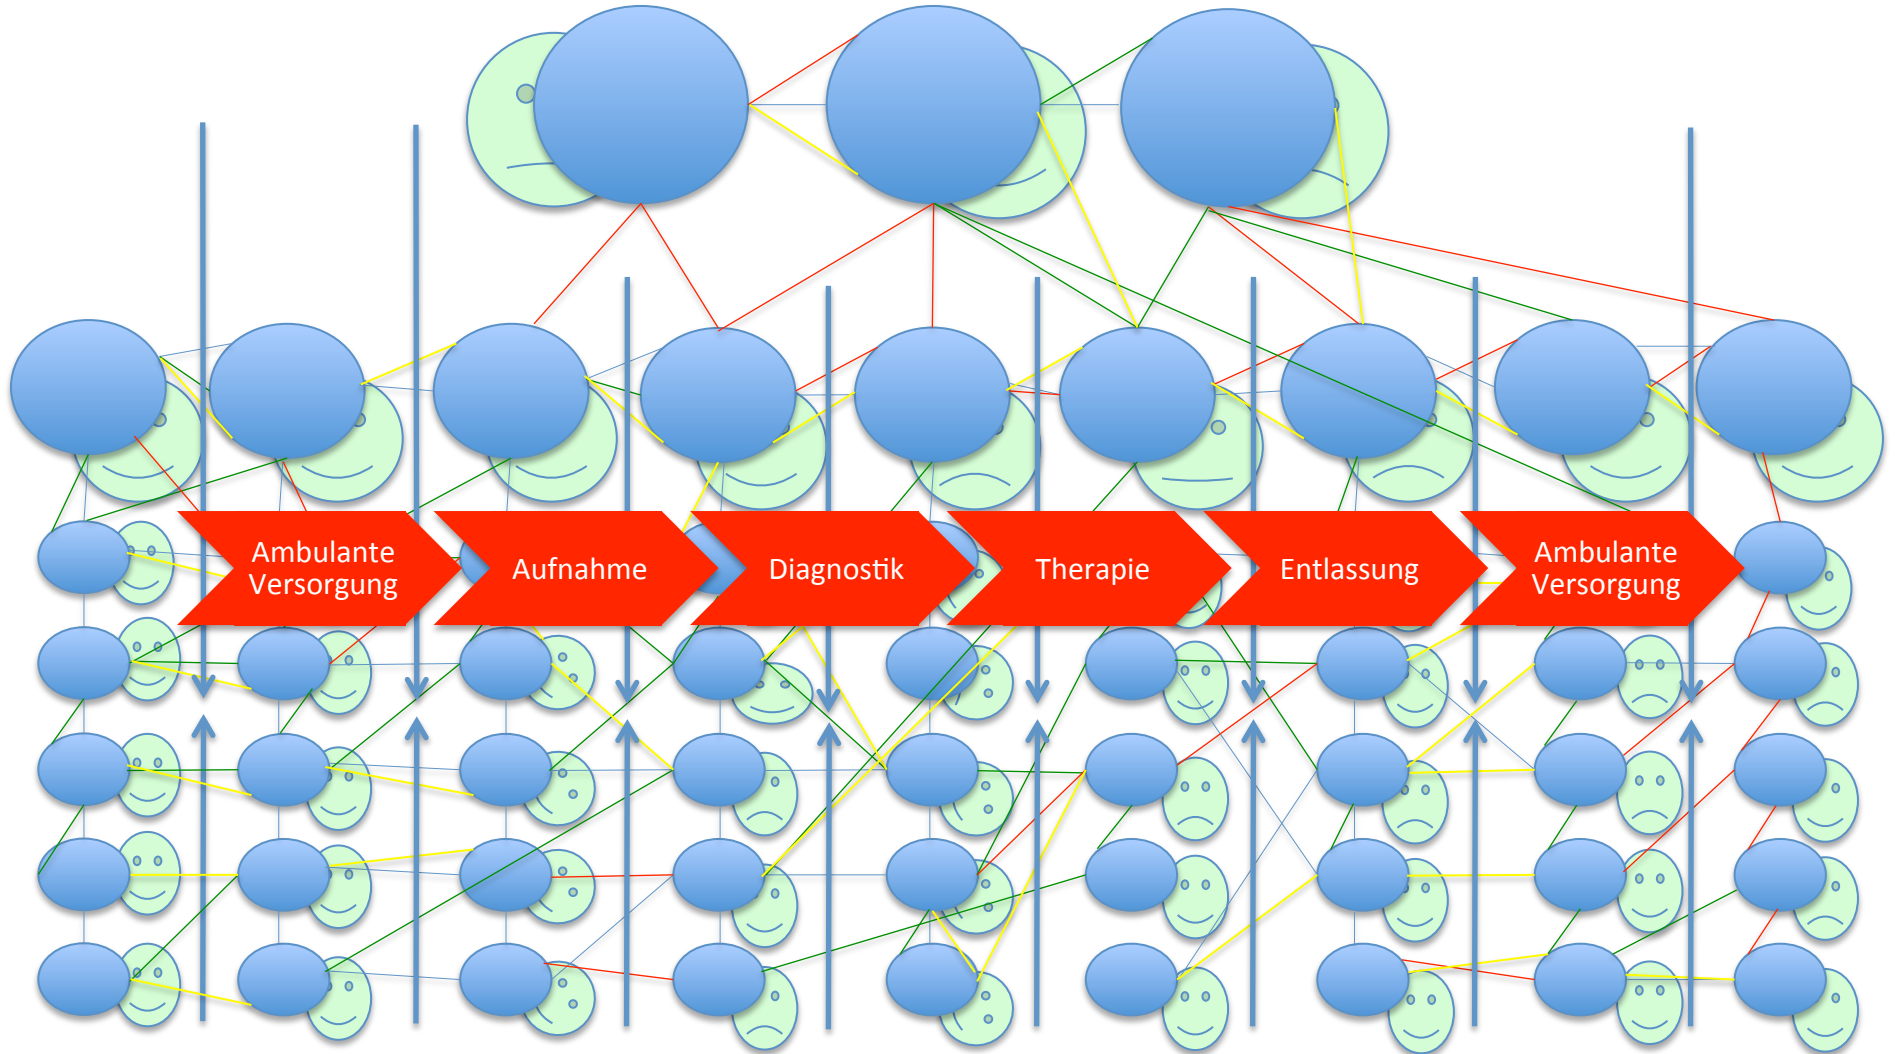 Ambulante
Versorgung
Aufnahme
Diagnostik
Therapie
Entlassung
Ambulante
Versorgung